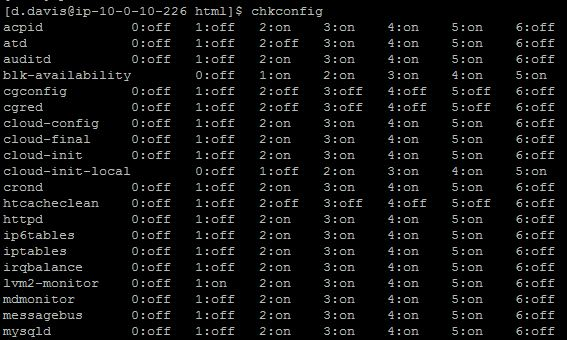 [d.davis@ip-10-0-10-226 html]$ chkconfig
acpid 0:off 1:off 2:on 3:on 4:on 5:on 6:off
atd 0:off 1:off 2:off 3:on 4:on 5:on 6:off
auditd 0:off 1:off 2:on 3:on 4:on 5:on 6:off
blk-availability 0:off 1:on 2:on 3:on 4:on 5:on
cgconfig 0:off 1:off 2:off 3:off 4:off 5:off 6:off
cgred 0:off 1:off 2:off 3:off 4:off 5:off 6:off
cloud-config 0:off 1:off 2:on 3:on 4:on 5:on 6:off
cloud-final 0:off 1:off 2:on 3:on 4:on 5:on 6:off
cloud-init 0:off 1:off 2:on 3:on 4:on 5:on 6:off
cloud-init-local 0:off 1:off 2:on 3:on 4:on 5:on
crond 0:off 1:off 2:on 3:on 4:on 5:on 6:off
htcacheclean 0:off 1:off 2:off 3:off 4:off 5:off 6:off
httpd 0:off 1:off 2:on 3:on 4:on 5:on 6:off
ip6tables 0:off 1:off 2:on 3:on 4:on 5:on 6:off
iptables 0:off 1:off 2:on 3:on 4:on 5:on 6:off
irqbalance 0:off 1:off 2:on 3:on 4:on 5:on 6:off
lvm2-monitor 0:off 1:on 2:on 3:on 4:on 5:on 6:off
mdmonitor 0:off 1:off 2:on 3:on 4:on 5:on 6:off
messagebus 0:off 1:off 2:on 3:on 4:on 5:on 6:off
mysqld 0:off 1:off 2:on 3:on 4:on 5:on 6:off